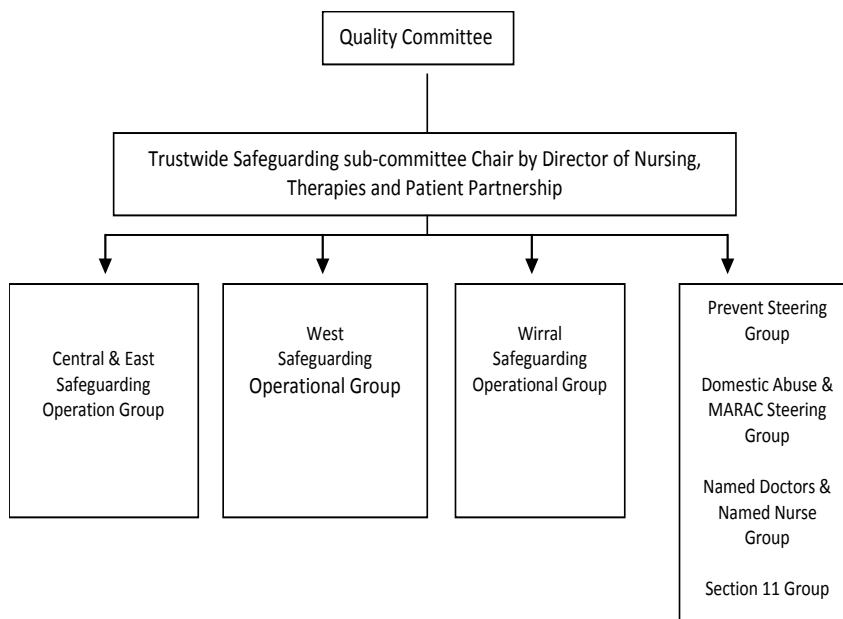 Quality Committee
Trustwide Safeguarding sub-committee Chair by Director of Nursing,
Therapies and Patient Partnership
Central & East
Safeguarding
Operation Group
West
Safeguarding
Operational Group
Wirral
Safeguarding
Operational Group
Prevent Steering
Group
Domestic Abuse &
MARAC Steering
Group
Named Doctors &
Named Nurse
Group
Section 11 Group